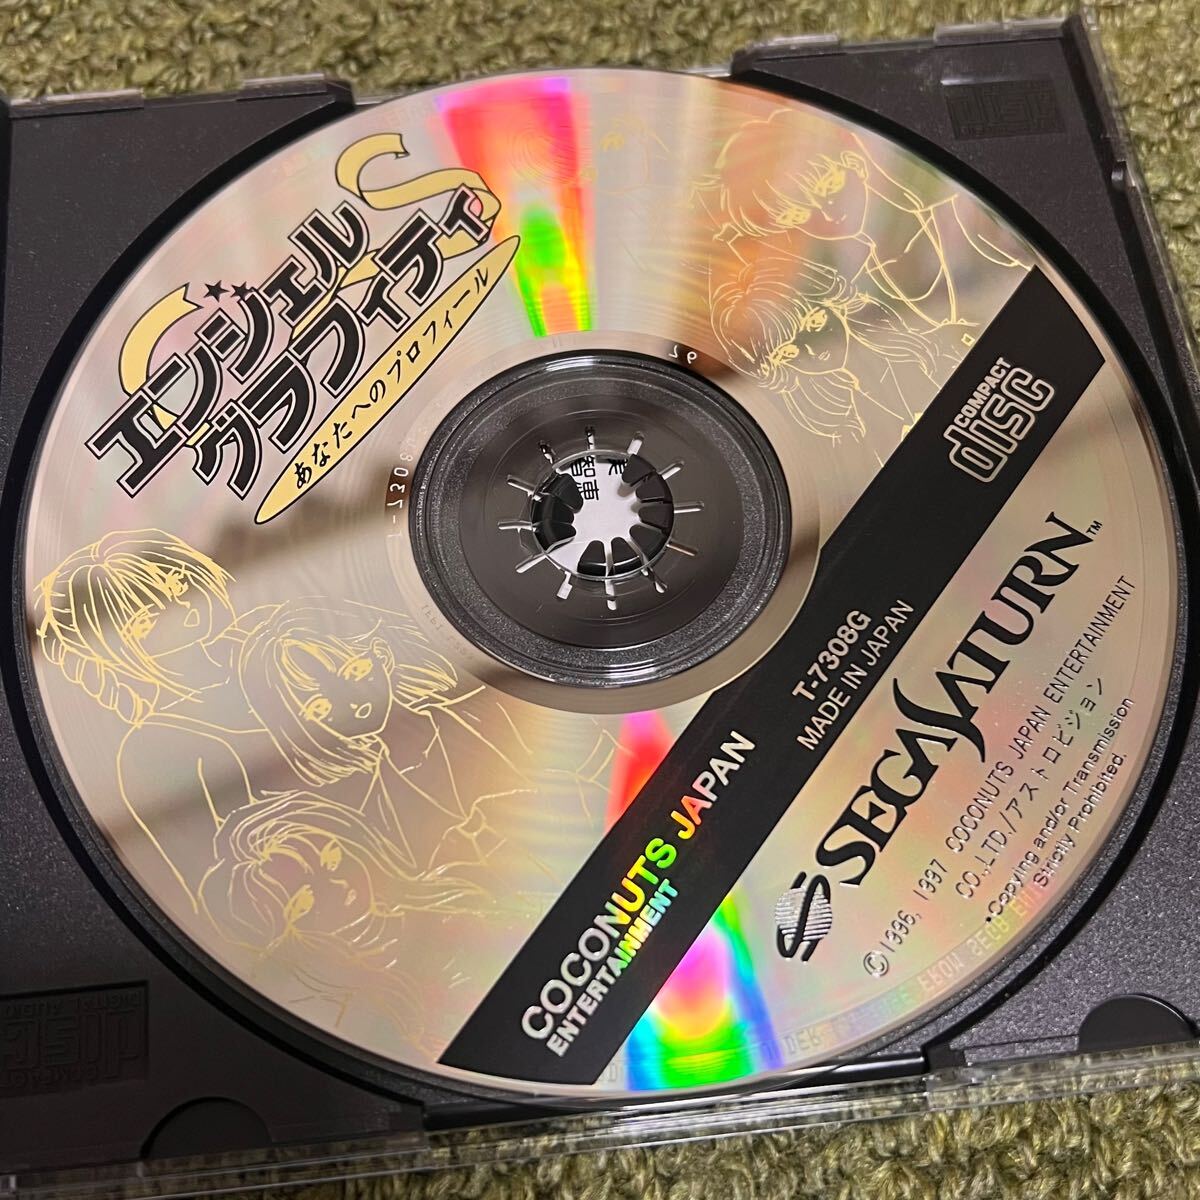 エンジェル
グラフィティ
S
あなたへのプロフィール
COMPACT
disc
SEGA SATURN™
T-7308G
MADE IN JAPAN
COCONUTS JAPAN
ENTERTAINMENT
©1996, 1997 COCONUTS JAPAN ENTERTAINMENT
CO.,LTD./アストロビジョン
•Copying and/or Transmission
Strictly Prohibited.